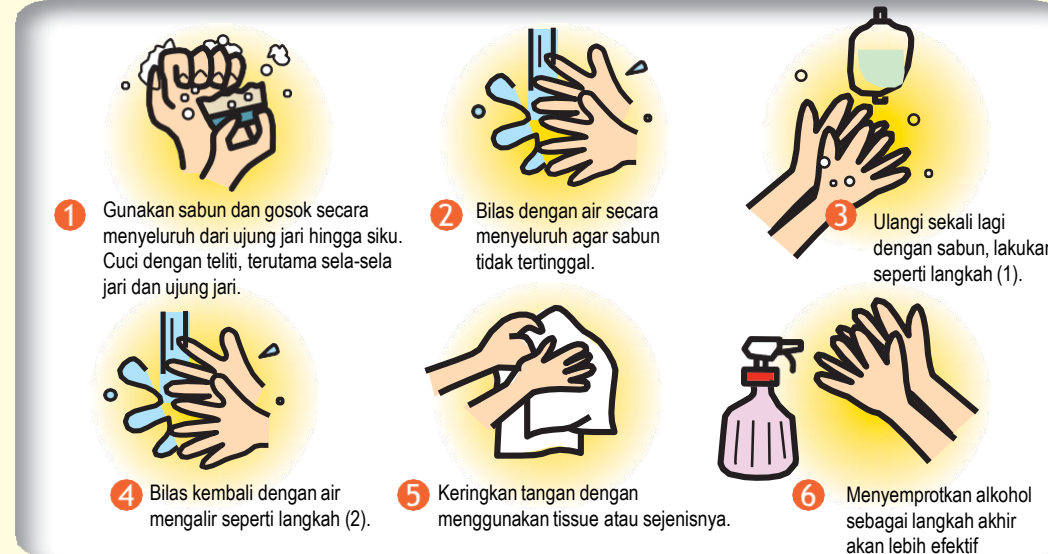 1 Gunakan sabun dan gosok secara
menyeluruh dari ujung jari hingga siku.
Cuci dengan teliti, terutama sela-sela
jari dan ujung jari.
2 Bilas dengan air secara
menyeluruh agar sabun
tidak tertinggal.
3 Ulangi sekali lagi
dengan sabun, lakukan
seperti langkah (1).
4 Bilas kembali dengan air
mengalir seperti langkah (2).
5 Keringkan tangan dengan
menggunakan tissue atau sejenisnya.
6 Menyemprotkan alkohol
sebagai langkah akhir
akan lebih efektif